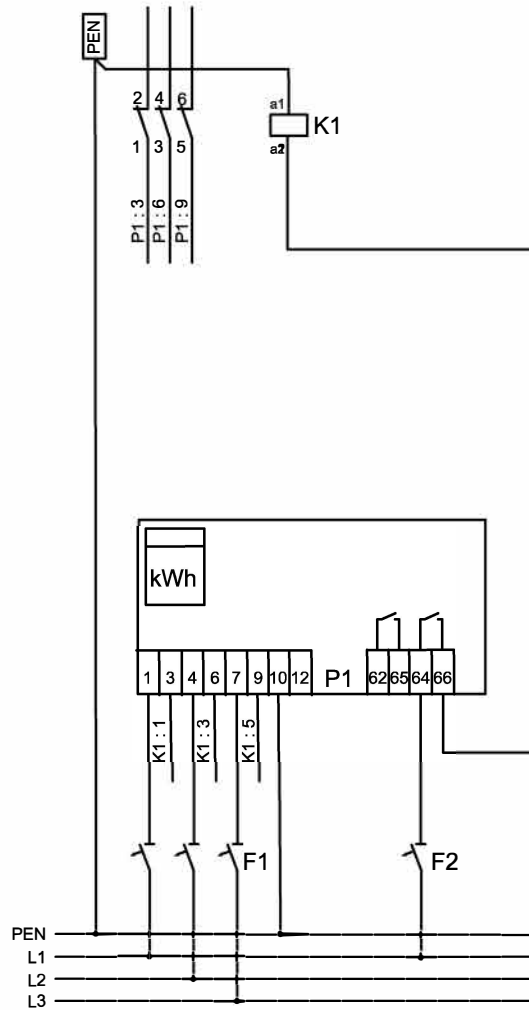 PEN
2 4 6
a1
K1
1 3 5
a2
P1 : 3
P1 : 6
P1 : 9
kWh
1 3 4 6 7 9 10 12 P1 62 65 64 66
K1 : 1
K1 : 3
K1 : 5
F1
F2
PEN
L1
L2
L3